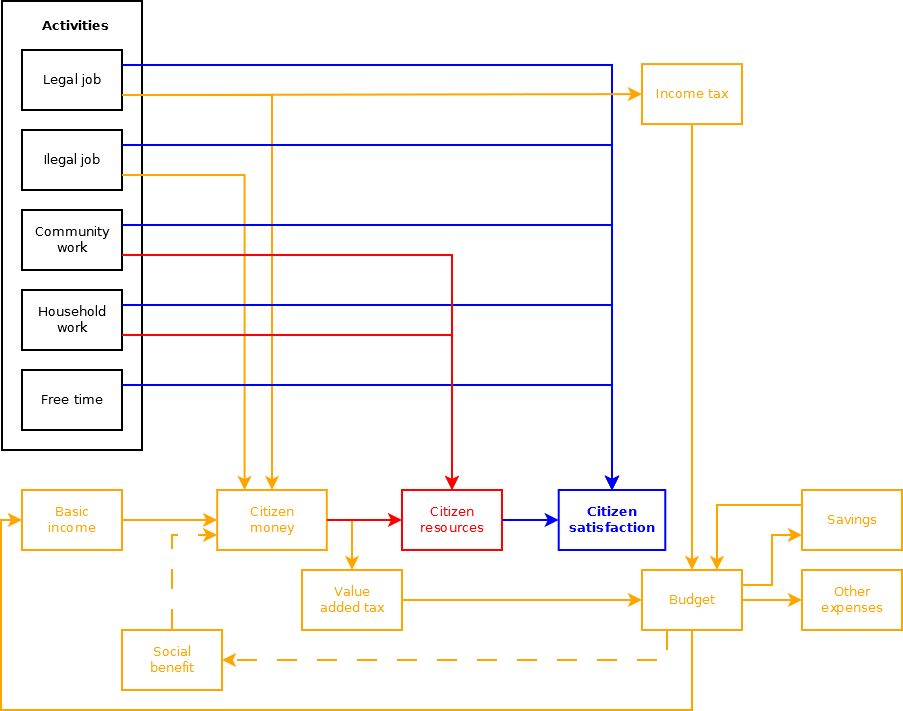 Activities
Legal job
Income tax
Ilegal job
Community
work
Household
work
Free time
Basic
income
Citizen
money
Citizen
resources
Citizen
satisfaction
Savings
Value
added tax
Budget
Other
expenses
Social
benefit